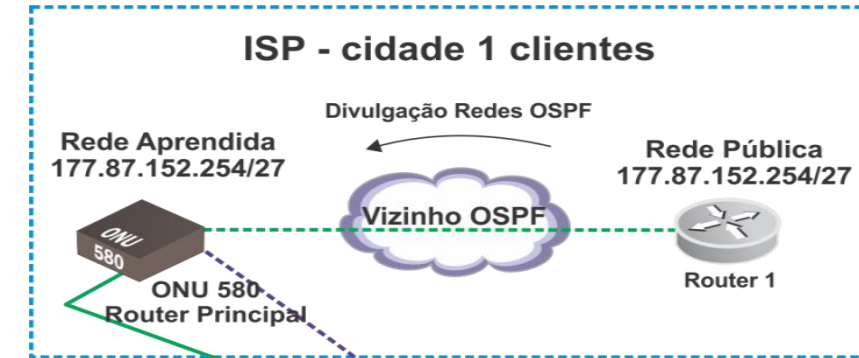 ISP - cidade 1 clientes
Divulgação Redes OSPF
Rede Aprendida
177.87.152.254/27
Rede Pública
177.87.152.254/27
Vizinho OSPF
ONU
580
Router 1
ONU 580
Router Principal